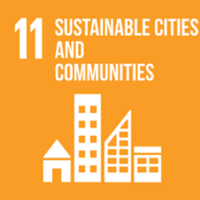 11 SUSTAINABLE CITIES
AND
COMMUNITIES